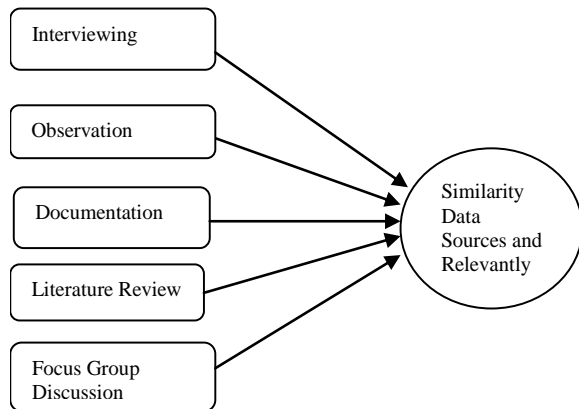 Interviewing
Observation
Documentation
Literature Review
Focus Group
Discussion
Similarity
Data
Sources and
Relevantly